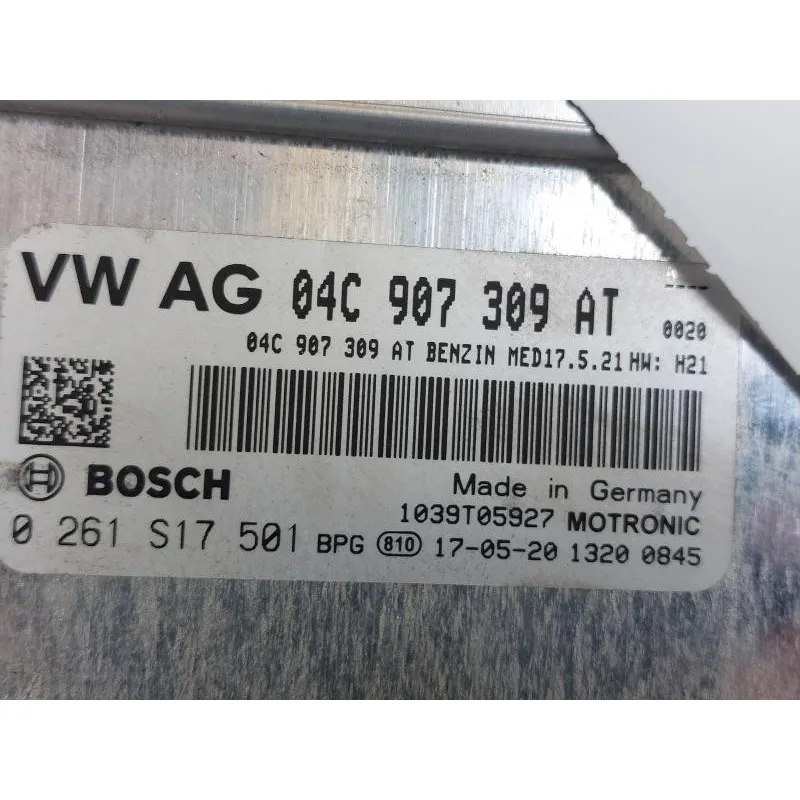 VW AG 04C 907 309 AT 0020
04C 907 309 AT BENZIN MED17.5.21 HW: H21
BOSCH Made in Germany
1039T05927 MOTRONIC
0 261 S17 501 BPG 810 17-05-20 1320 0845